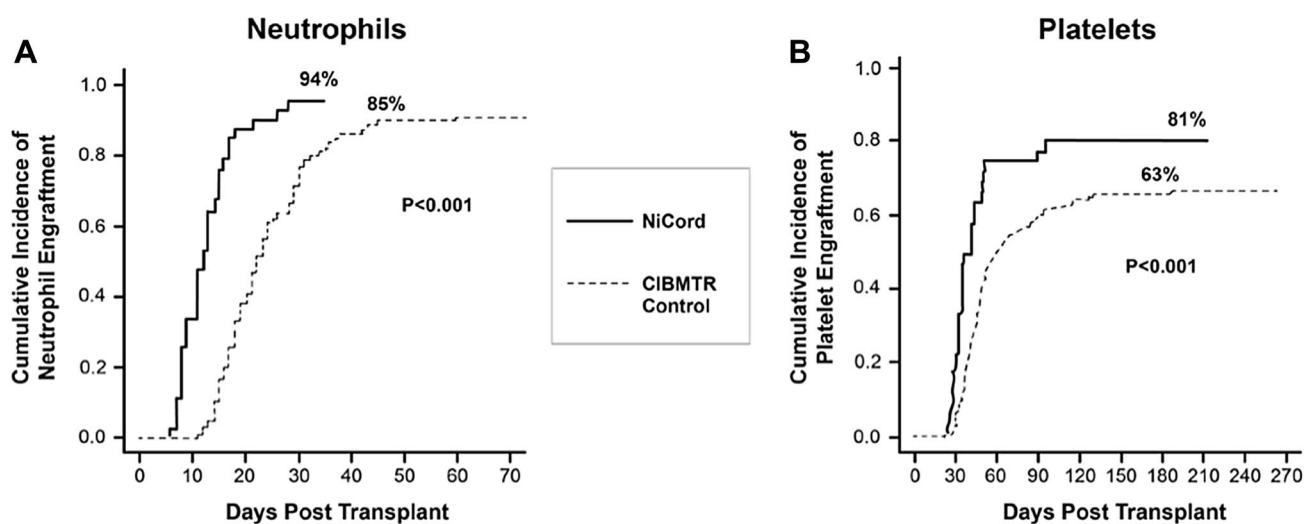 A
Neutrophils
Cumulative Incidence of
Neutrophil Engraftment
1.0
0.8
0.6
0.4
0.2
0.0
94%
85%
P<0.001
0 10 20 30 40 50 60 70
Days Post Transplant
NiCord
CIBMTR
Control
B
Platelets
Cumulative Incidence of
Platelet Engraftment
1.0
0.8
0.6
0.4
0.2
0.0
81%
63%
P<0.001
0 30 60 90 120 150 180 210 240 270
Days Post Transplant